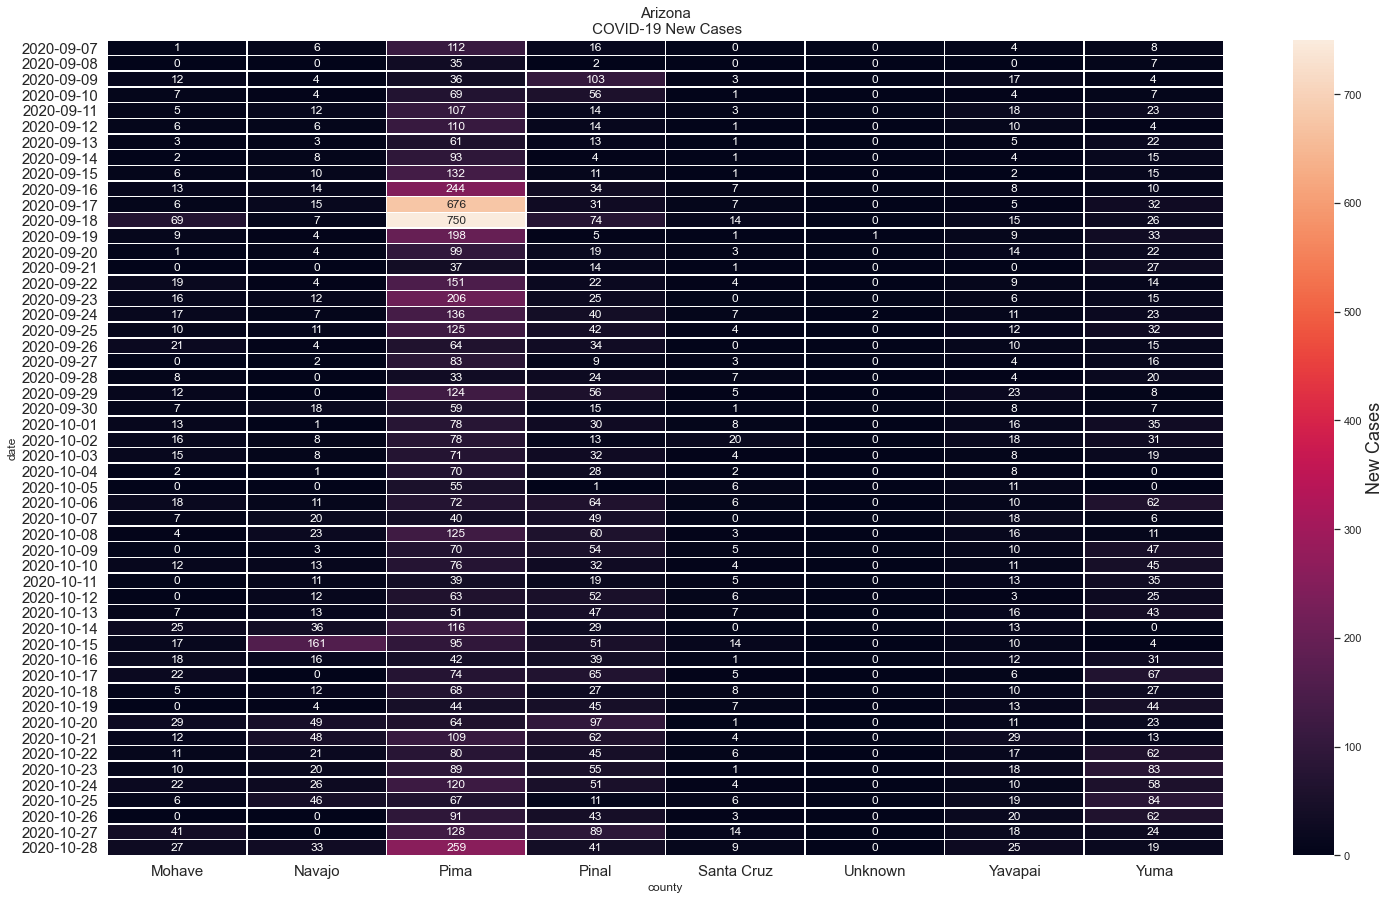 Arizona
COVID-19 New Cases
2020-09-07 1 6 112 16 0 0 4 8
2020-09-08 0 0 35 2 0 0 0 7
2020-09-09 12 4 36 103 3 0 17 4
2020-09-10 7 4 69 56 1 0 4 7
2020-09-11 5 12 107 14 3 0 18 23
2020-09-12 6 6 110 14 1 0 10 4
2020-09-13 3 3 61 13 1 0 5 22
2020-09-14 2 8 93 4 1 0 4 15
2020-09-15 6 10 132 11 1 0 2 15
2020-09-16 13 14 244 34 7 0 8 10
2020-09-17 6 15 676 31 7 0 5 32
2020-09-18 69 7 750 74 14 0 15 26
2020-09-19 9 4 198 5 1 1 9 33
2020-09-20 1 4 99 19 3 0 14 22
2020-09-21 0 0 37 14 1 0 0 27
2020-09-22 19 4 151 22 4 0 9 14
2020-09-23 16 12 206 25 0 0 6 15
2020-09-24 17 7 136 40 7 2 11 23
2020-09-25 10 11 125 42 4 0 12 32
2020-09-26 21 4 64 34 0 0 10 15
2020-09-27 0 2 83 9 3 0 4 16
2020-09-28 8 0 33 24 7 0 4 20
2020-09-29 12 0 124 56 5 0 23 8
2020-09-30 7 18 59 15 1 0 8 7
2020-10-01 13 1 78 30 8 0 16 35
2020-10-02 16 8 78 13 20 0 18 31
2020-10-03 15 8 71 32 4 0 8 19
2020-10-04 2 1 70 28 2 0 8 0
2020-10-05 0 0 55 1 6 0 11 0
2020-10-06 18 11 72 64 6 0 10 62
2020-10-07 7 20 40 49 0 0 18 6
2020-10-08 4 23 125 60 3 0 16 11
2020-10-09 0 3 70 54 5 0 10 47
2020-10-10 12 13 76 32 4 0 11 45
2020-10-11 0 11 39 19 5 0 13 35
2020-10-12 0 12 63 52 6 0 3 25
2020-10-13 7 13 51 47 7 0 16 43
2020-10-14 25 36 116 29 0 0 13 0
2020-10-15 17 161 95 51 14 0 10 4
2020-10-16 18 16 42 39 1 0 12 31
2020-10-17 22 0 74 65 5 0 6 67
2020-10-18 5 12 68 27 8 0 10 27
2020-10-19 0 4 44 45 7 0 13 44
2020-10-20 29 49 64 97 1 0 11 23
2020-10-21 12 48 109 62 4 0 29 13
2020-10-22 11 21 80 45 6 0 17 62
2020-10-23 10 20 89 55 1 0 18 83
2020-10-24 22 26 120 51 4 0 10 58
2020-10-25 6 46 67 11 6 0 19 84
2020-10-26 0 0 91 43 3 0 20 62
2020-10-27 41 0 128 89 14 0 18 24
2020-10-28 27 33 259 41 9 0 25 19
Mohave Navajo Pima Pinal Santa Cruz Unknown Yavapai Yuma
county
date
700
600
500
400
300
200
100
0
New Cases